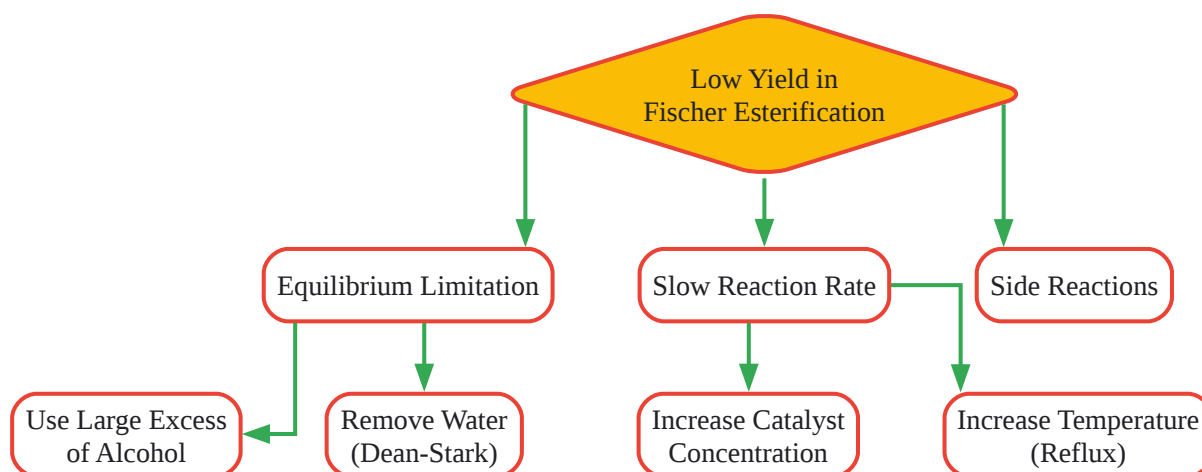 Low Yield in
Fischer Esterification
Equilibrium Limitation
Slow Reaction Rate
Side Reactions
Use Large Excess
of Alcohol
Remove Water
(Dean-Stark)
Increase Catalyst
Concentration
Increase Temperature
(Reflux)